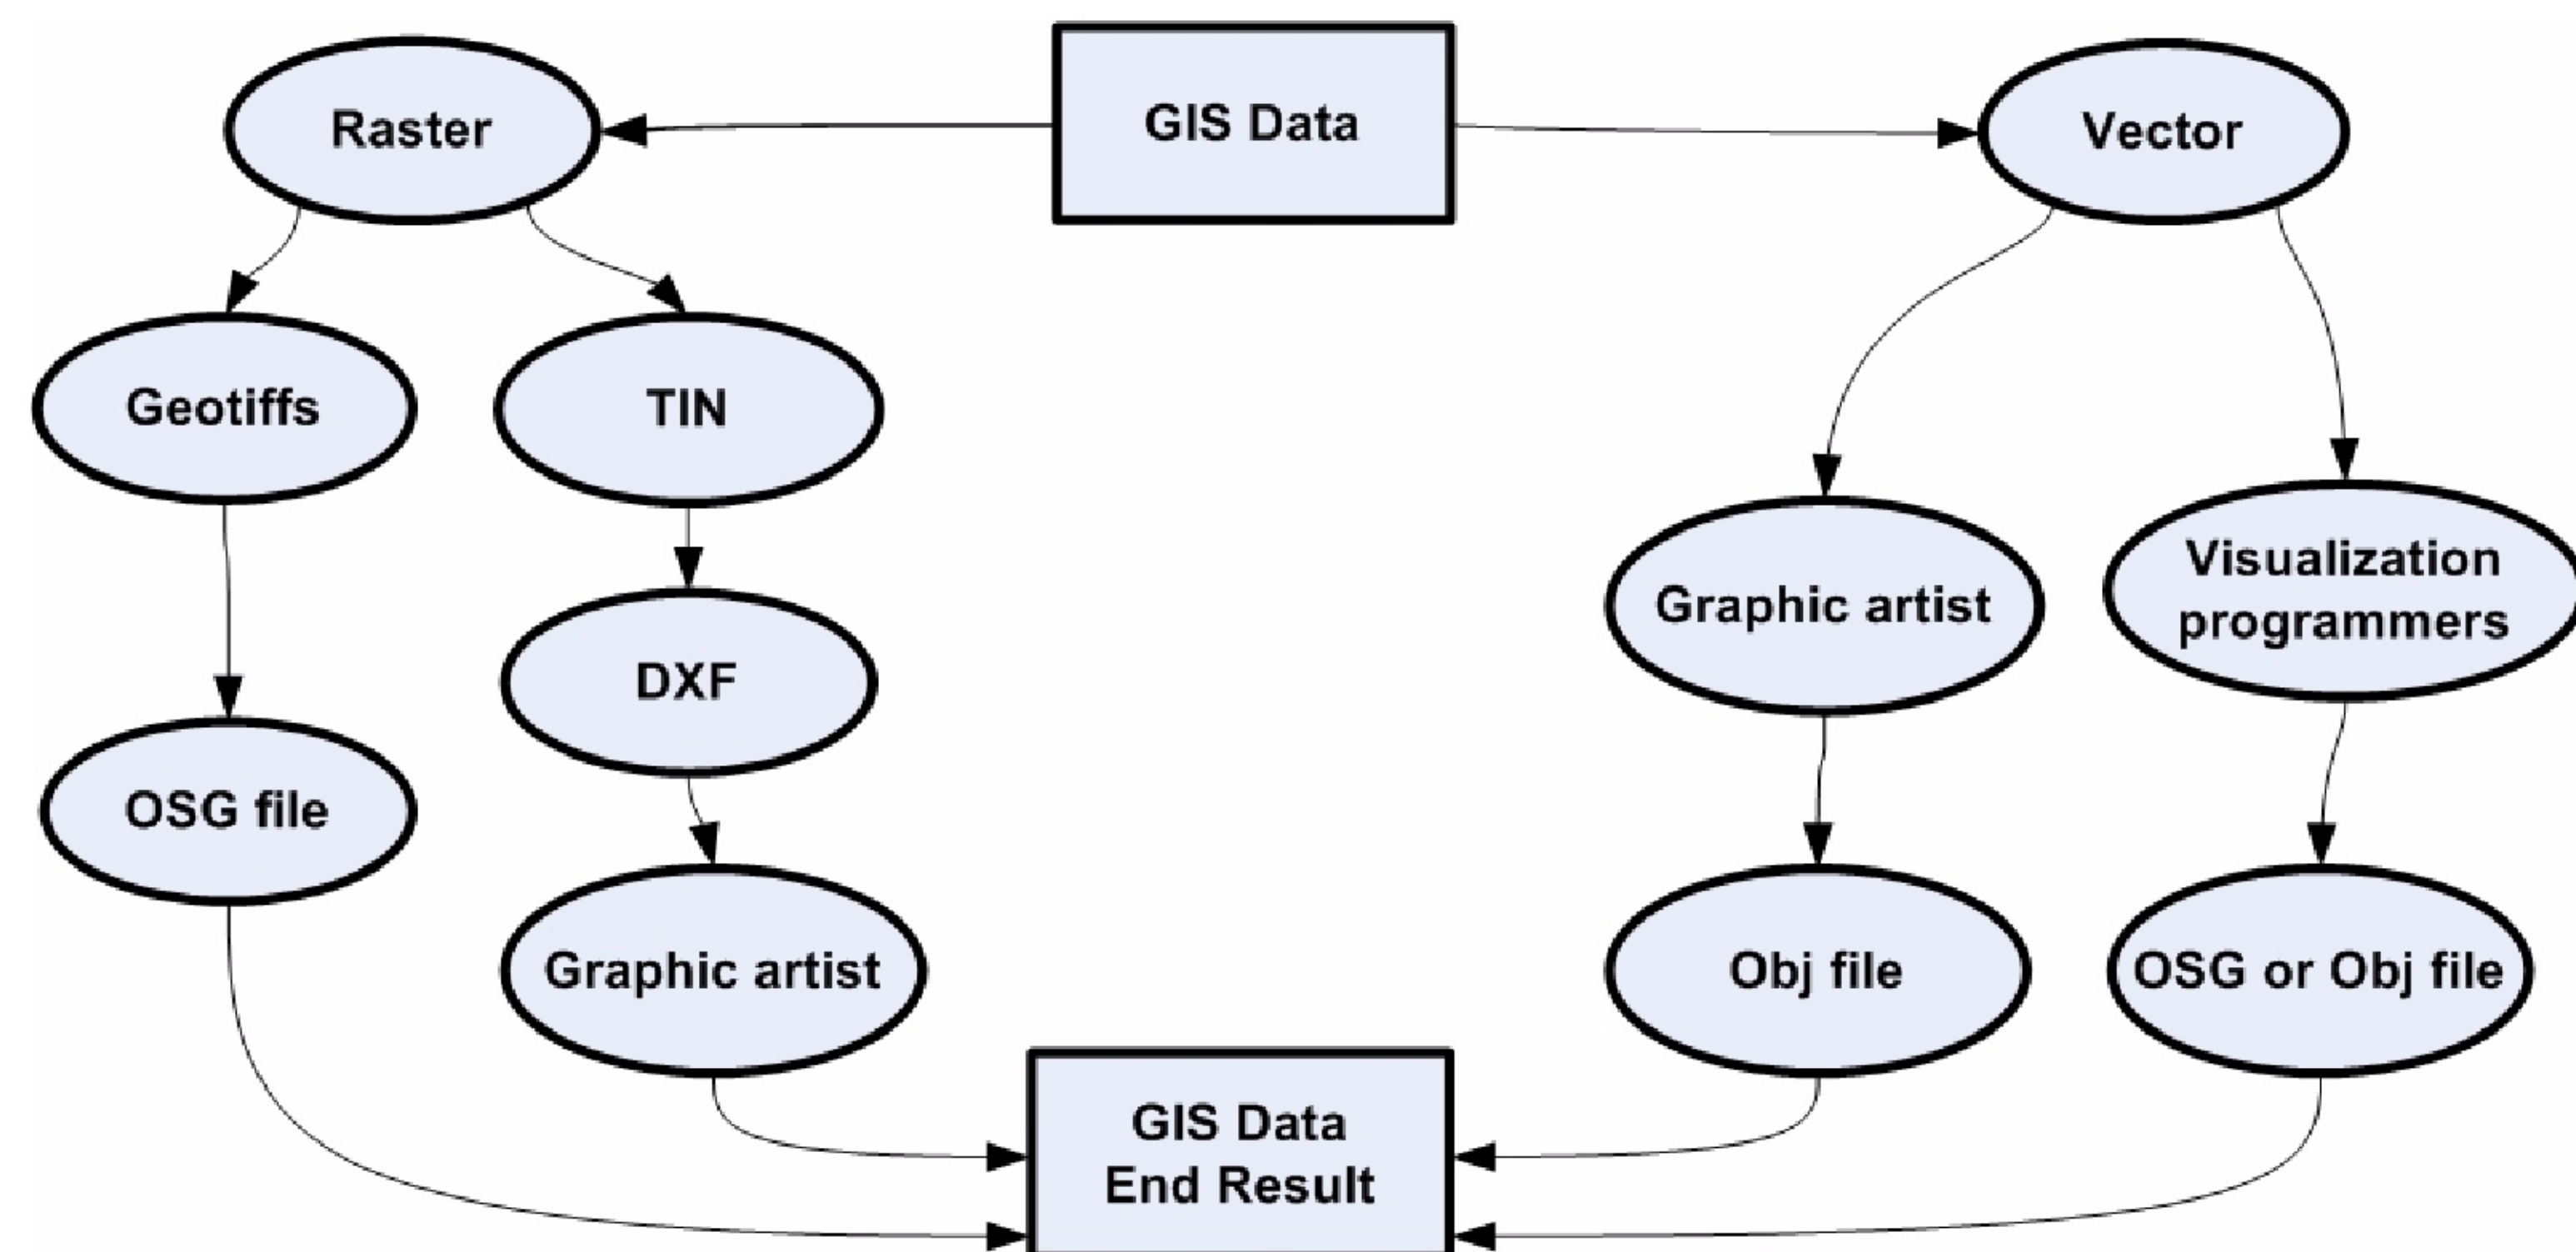 GIS Data
Raster
Vector
Geotiffs
TIN
Graphic artist
Visualization
programmers
DXF
OSG file
Graphic artist
Obj file
OSG or Obj file
GIS Data
End Result